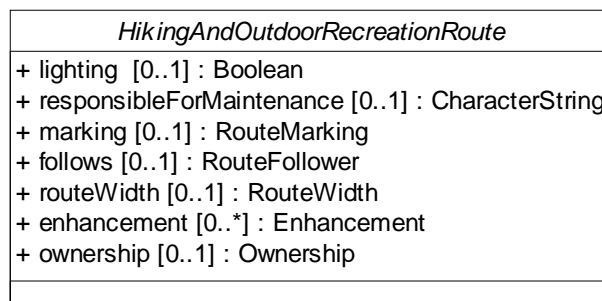 HikingAndOutdoorRecreationRoute
+ lighting [0..1] : Boolean
+ responsibleForMaintenance [0..1] : CharacterString
+ marking [0..1] : RouteMarking
+ follows [0..1] : RouteFollower
+ routeWidth [0..1] : RouteWidth
+ enhancement [0..*] : Enhancement
+ ownership [0..1] : Ownership